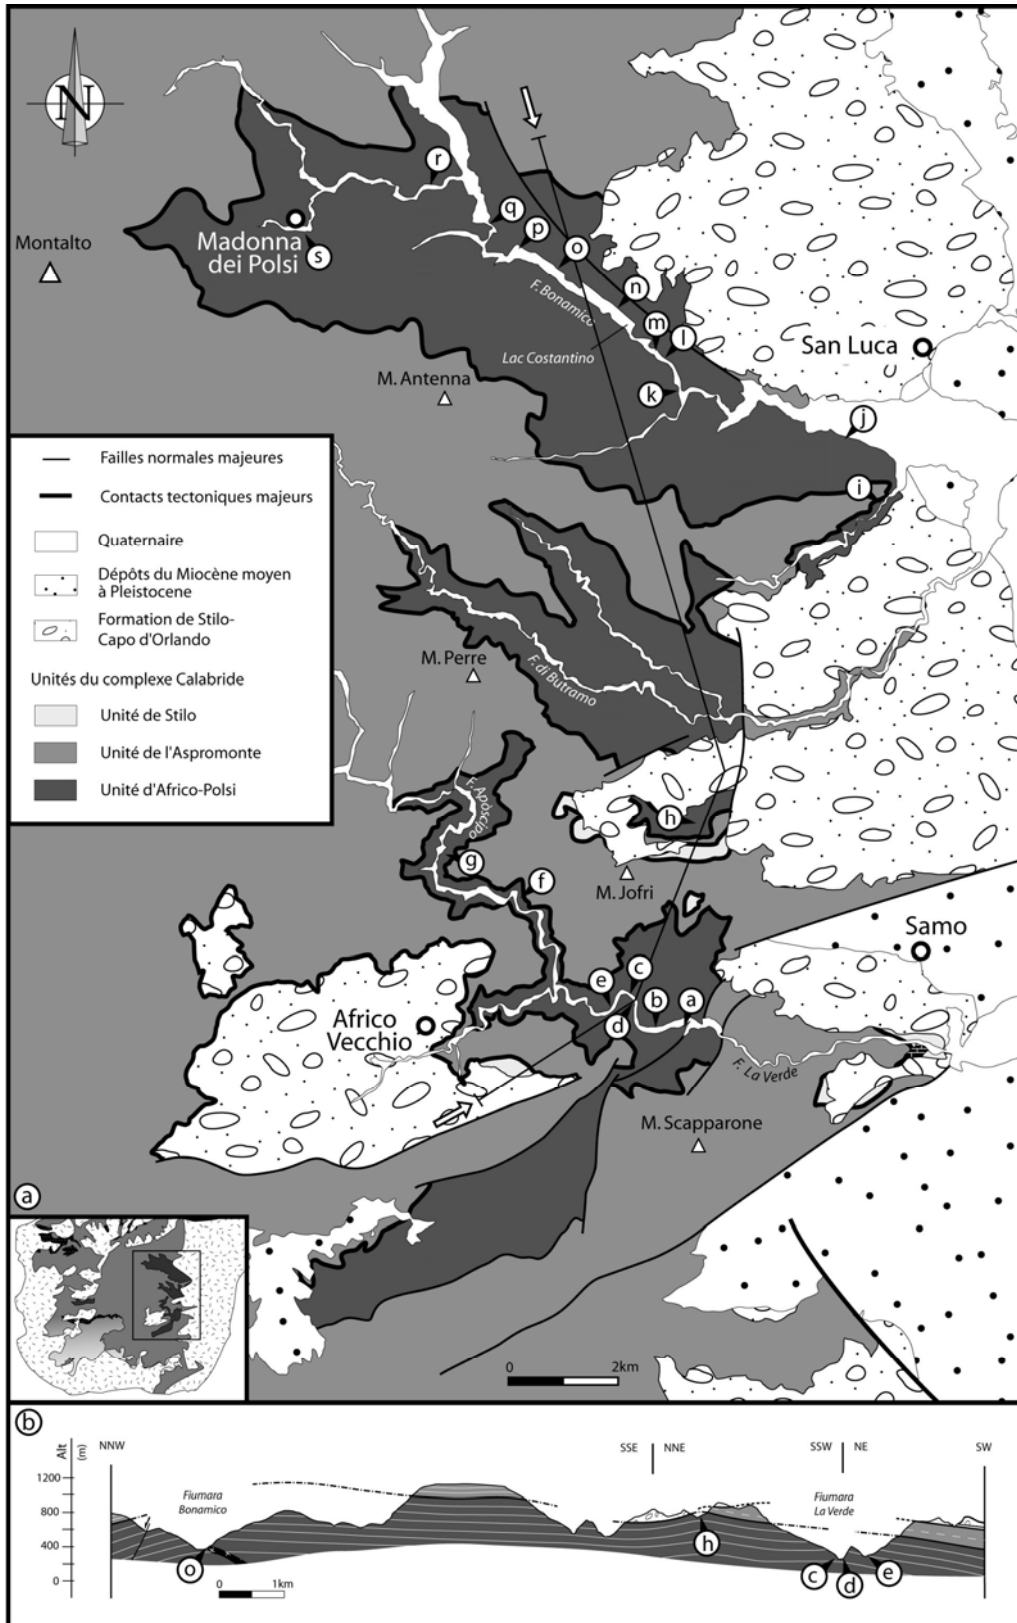 N
r
q
p
o
Montalto
Madonna
dei Polsi
s
n
F. Bonamico
m
l
San Luca
Lac Costantino
M. Antenna
k
j
i
Failles normales majeures
Contacts tectoniques majeurs
Quaternaire
Dépôts du Miocène moyen
à Pleistocene
Formation de Stilo-
Capo d'Orlando
Unités du complexe Calabride
Unité de Stilo
Unité de l'Aspromonte
Unité d'Africo-Polsi
M. Perre
F. di Butramo
F. Aposcipo
h
g
f
M. Jofri
Samo
c
e
b
a
Africo
Vecchio
d
F. La Verde
M. Scapparone
a
0 2km
b
NNW
Alt
(m)
SSE NNE
SSW NE
SW
1200
800
400
0
Fiumara
Bonamico
Fiumara
La Verde
h
o
c
d
e
0 1km